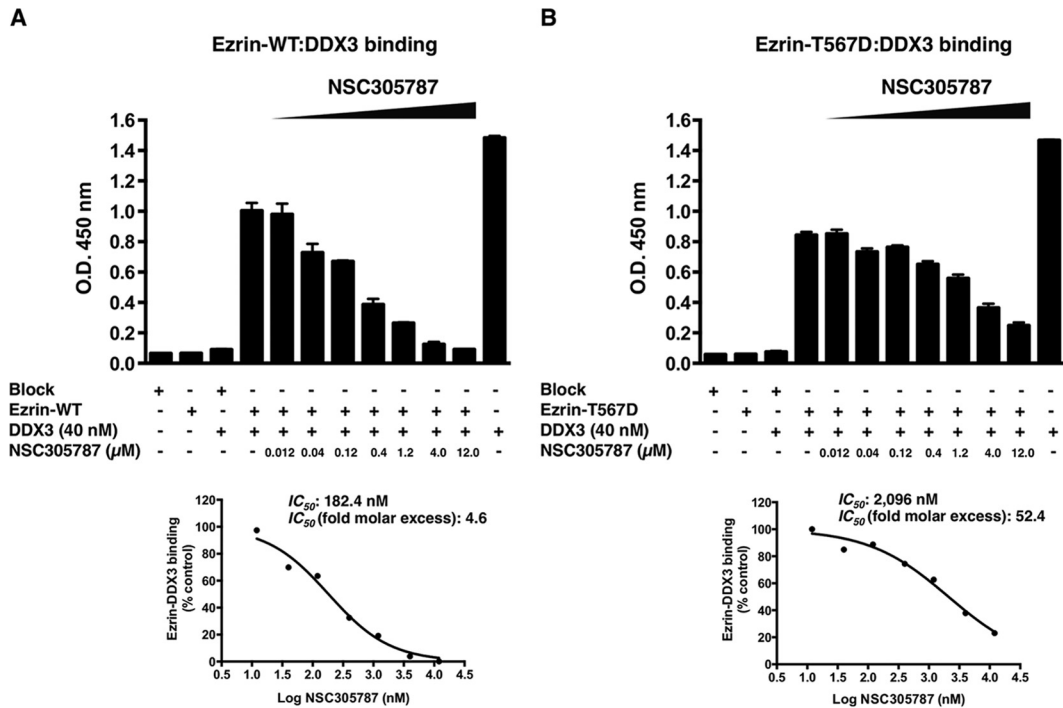 A
Ezrin-WT:DDX3 binding
NSC305787
O.D. 450 nm
1.6
1.4
1.2
1.0
0.8
0.6
0.4
0.2
0.0
Block + - + - - - - - - - - -
Ezrin-WT - + - + + + + + + + + -
DDX3 (40 nM) - - + + + + + + + + + +
NSC305787 (µM) - - - - 0.012 0.04 0.12 0.4 1.2 4.0 12.0 -
IC50: 182.4 nM
IC50 (fold molar excess): 4.6
Ezrin-DDX3 binding
(% control)
120
100
80
60
40
20
0
0.5 1.0 1.5 2.0 2.5 3.0 3.5 4.0 4.5
Log NSC305787 (nM)
B
Ezrin-T567D:DDX3 binding
NSC305787
O.D. 450 nm
1.6
1.4
1.2
1.0
0.8
0.6
0.4
0.2
0.0
Block + - + - - - - - - - - -
Ezrin-T567D - + - + + + + + + + + -
DDX3 (40 nM) - - + + + + + + + + + +
NSC305787 (µM) - - - - 0.012 0.04 0.12 0.4 1.2 4.0 12.0 -
IC50: 2,096 nM
IC50 (fold molar excess): 52.4
Ezrin-DDX3 binding
(% control)
120
100
80
60
40
20
0
0.5 1.0 1.5 2.0 2.5 3.0 3.5 4.0 4.5
Log NSC305787 (nM)